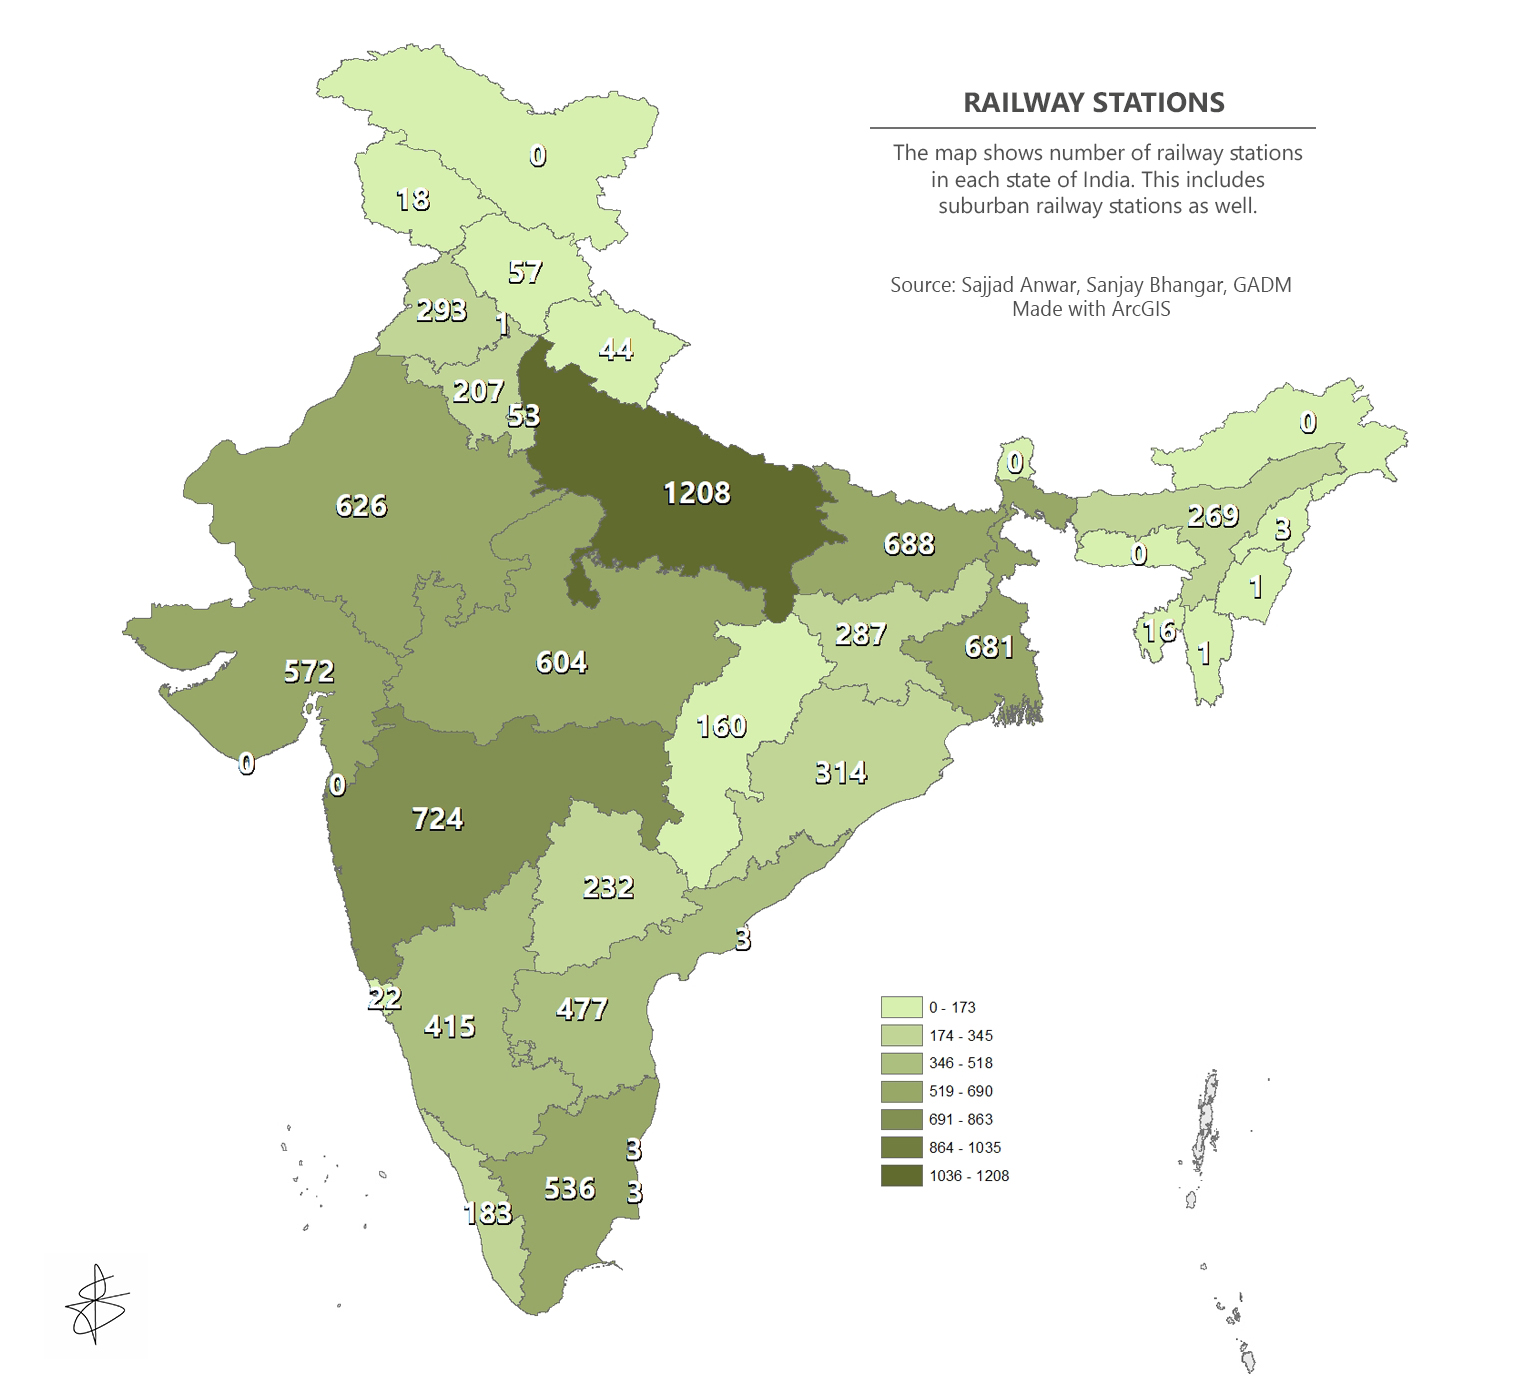 RAILWAY STATIONS
The map shows number of railway stations
in each state of India. This includes
suburban railway stations as well.
Source: Sajjad Anwar, Sanjay Bhangar, GADM
Made with ArcGIS
0
18
57
293
1
44
207
53
0
0
626
1208
269
3
688
0
1
287
16
681
1
604
572
160
0
314
0
724
232
3
22
477
415
3
536
3
183
0 - 173
174 - 345
346 - 518
519 - 690
691 - 863
864 - 1035
1036 - 1208